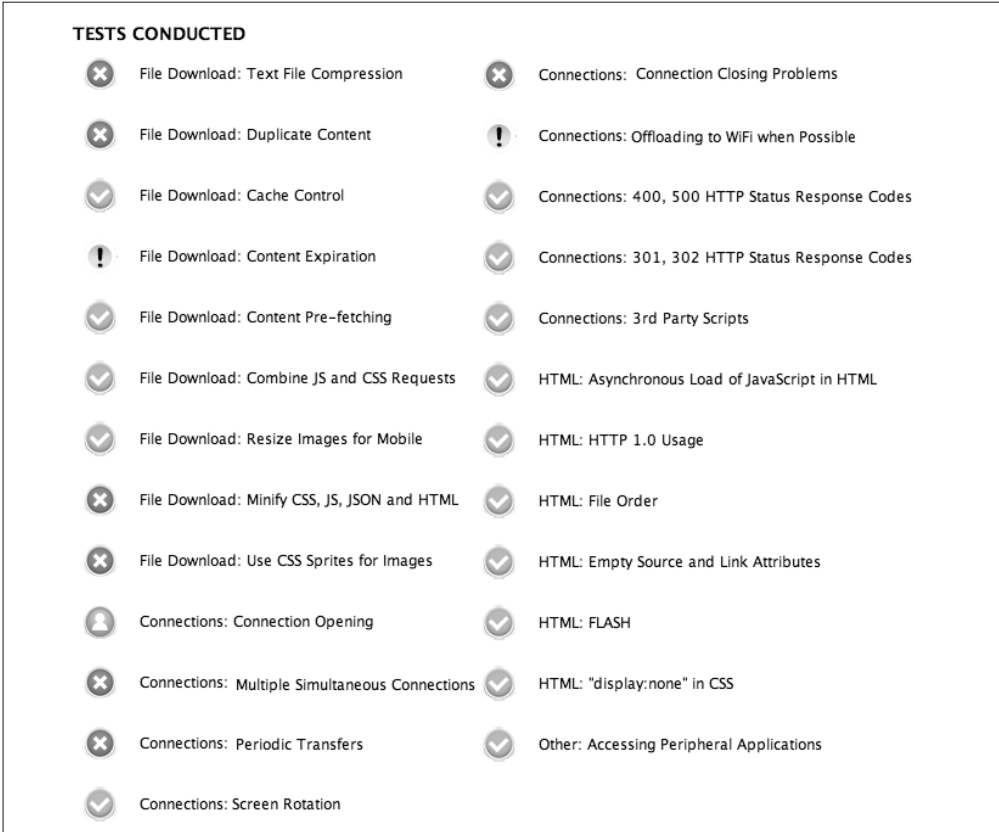 TESTS CONDUCTED
File Download: Text File Compression
File Download: Duplicate Content
File Download: Cache Control
File Download: Content Expiration
File Download: Content Pre-fetching
File Download: Combine JS and CSS Requests
File Download: Resize Images for Mobile
File Download: Minify CSS, JS, JSON and HTML
File Download: Use CSS Sprites for Images
Connections: Connection Opening
Connections: Multiple Simultaneous Connections
Connections: Periodic Transfers
Connections: Screen Rotation
Connections: Connection Closing Problems
Connections: Offloading to WiFi when Possible
Connections: 400, 500 HTTP Status Response Codes
Connections: 301, 302 HTTP Status Response Codes
Connections: 3rd Party Scripts
HTML: Asynchronous Load of JavaScript in HTML
HTML: HTTP 1.0 Usage
HTML: File Order
HTML: Empty Source and Link Attributes
HTML: FLASH
HTML: "display:none" in CSS
Other: Accessing Peripheral Applications